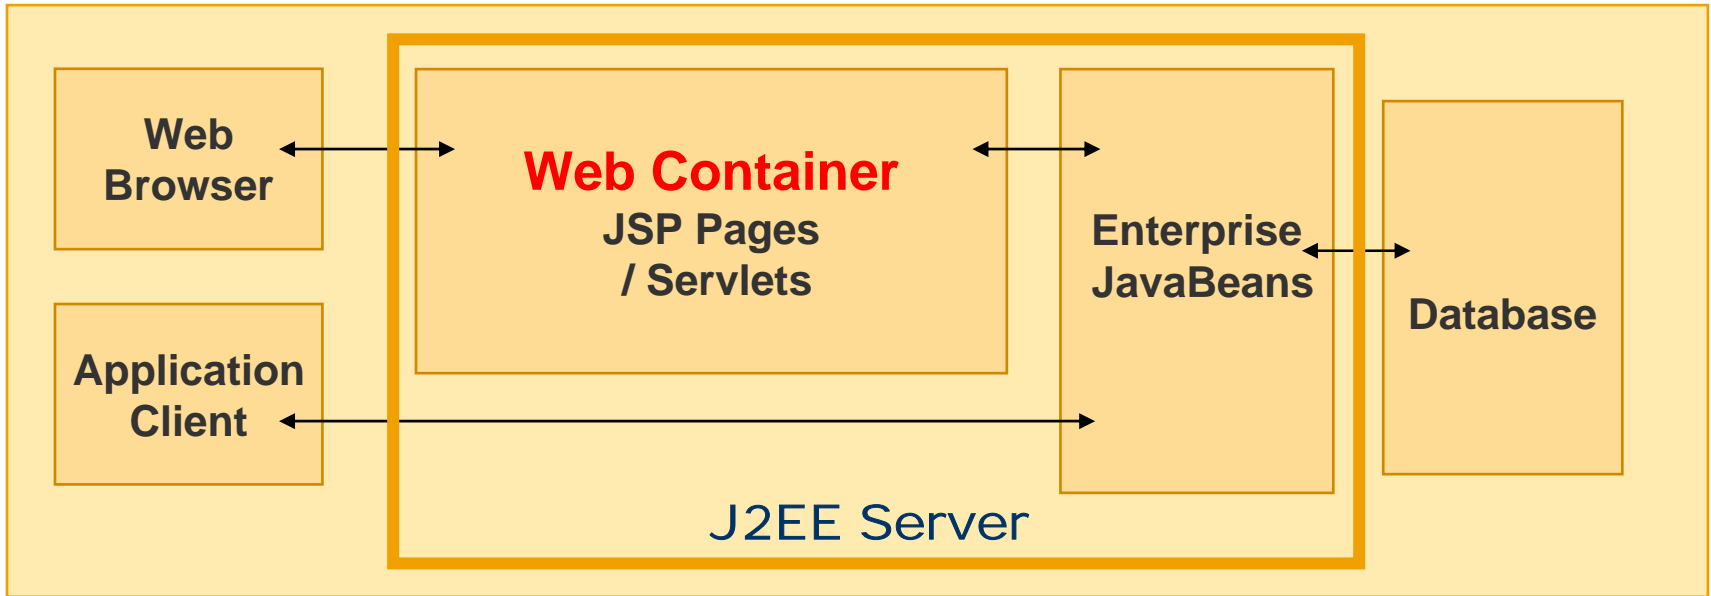 Web
Browser
Web Container
JSP Pages
/ Servlets
Enterprise
JavaBeans
Database
Application
Client
J2EE Server